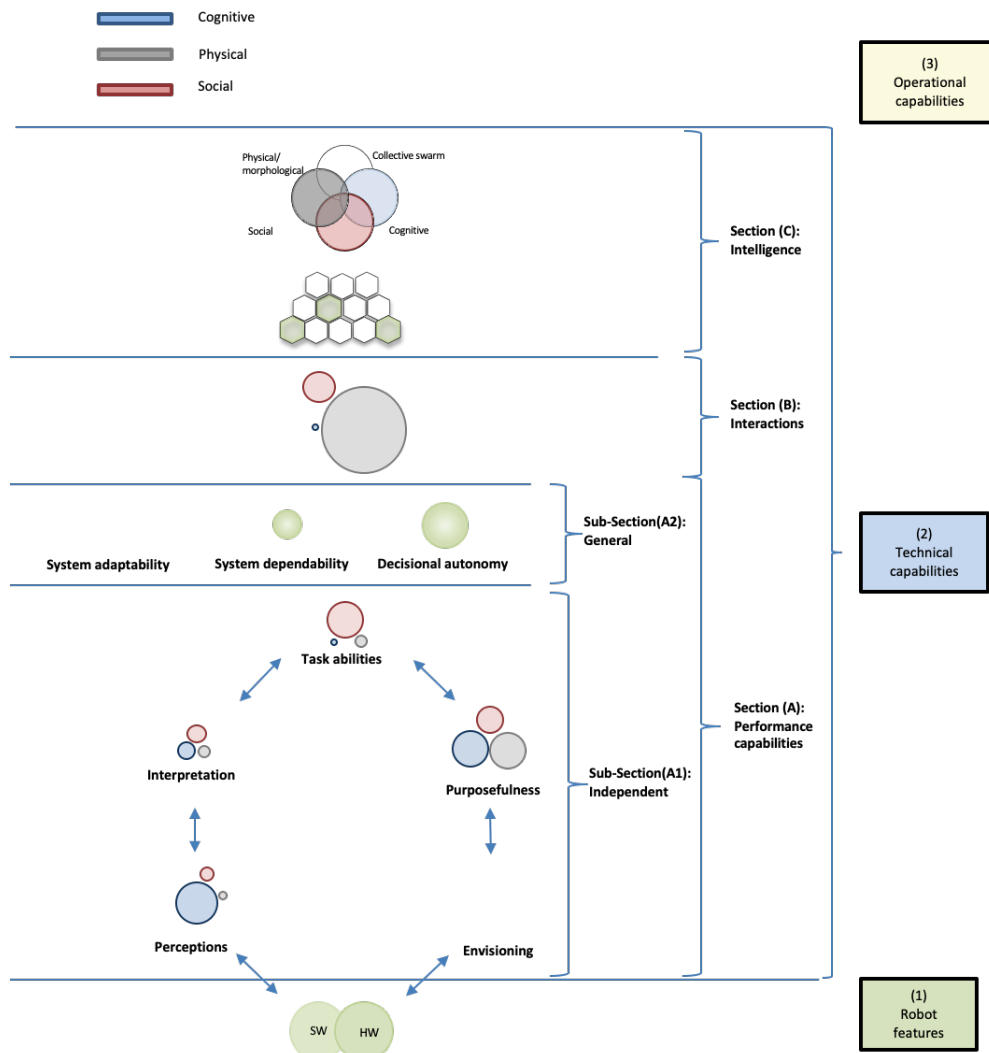 Cognitive
Physical
Social
(3)
Operational
capabilities
Physical/
morphological
Collective swarm
Social
Cognitive
Section (C):
Intelligence
Section (B):
Interactions
Sub-Section(A2):
General
System adaptability
System dependability
Decisional autonomy
(2)
Technical
capabilities
Task abilities
Section (A):
Performance
capabilities
Interpretation
Purposefulness
Sub-Section(A1):
Independent
Perceptions
Envisioning
(1)
Robot
features
SW
HW